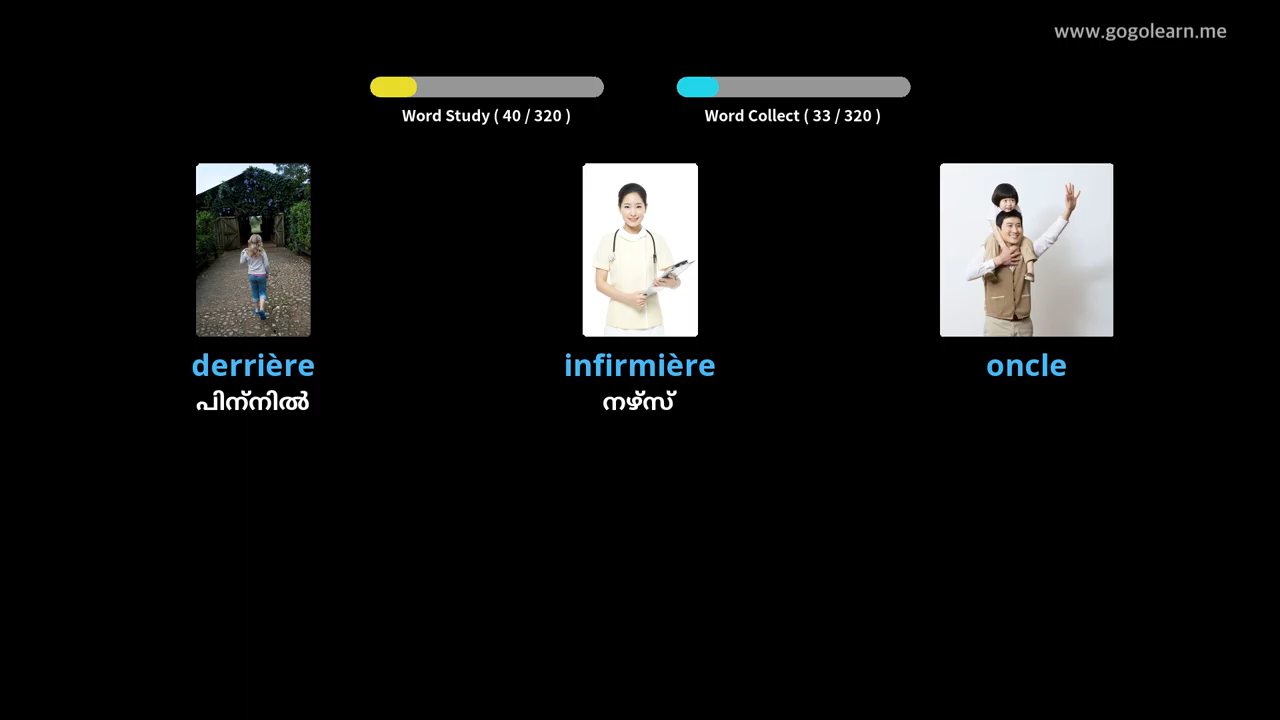 www.gogolearn.me
Word Study ( 40 / 320 )
Word Collect ( 33 / 320 )
derrière
infirmière
oncle
പിന്നിൽ
നഴ്സ്